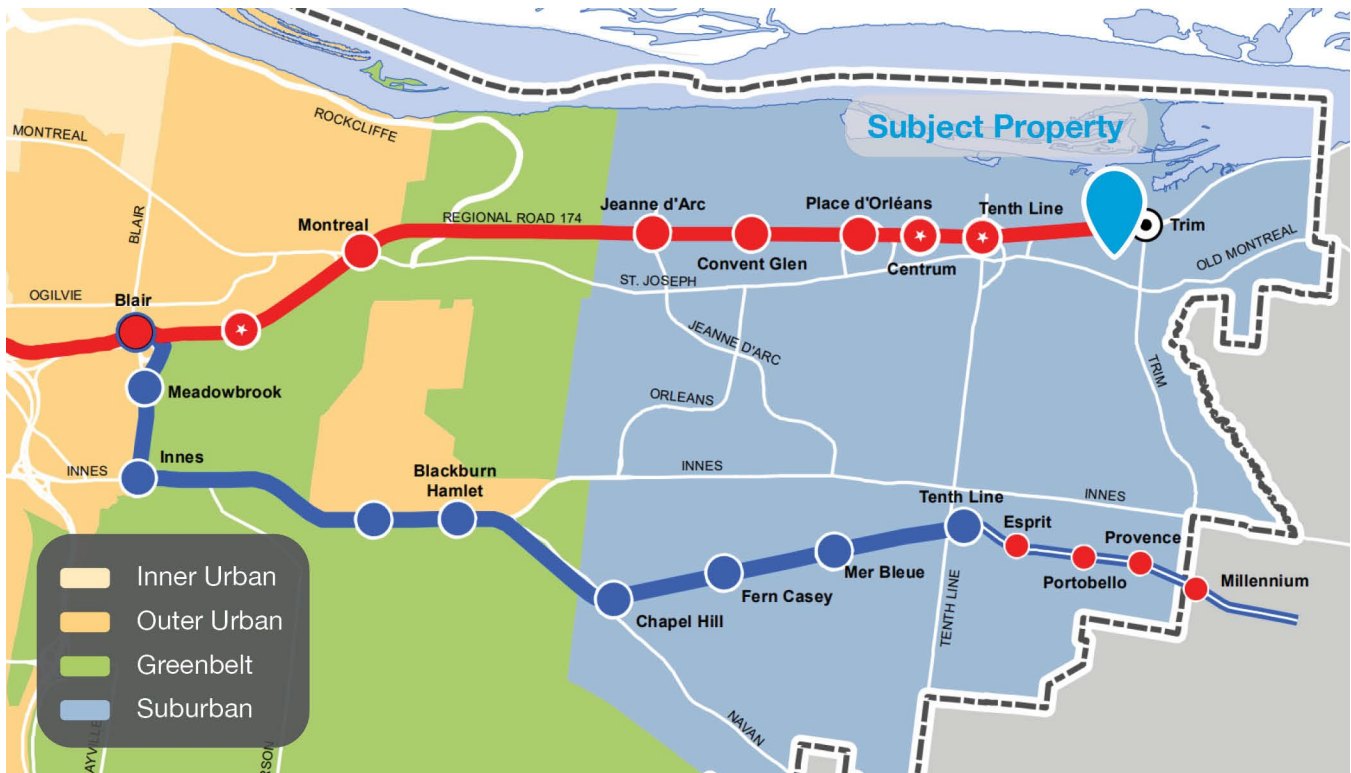 Subject Property
ROCKCLIFFE
MONTREAL
BLAIR
Montreal
REGIONAL ROAD 174
Jeanne d'Arc
Place d'Orléans
Tenth Line
Trim
Convent Glen
Centrum
OLD MONTREAL
ST. JOSEPH
OGILVIE
Blair
JEANNE D'ARC
TRIM
Meadowbrook
ORLEANS
INNES
Innes
Blackburn
Hamlet
INNES
Tenth Line
INNES
Esprit
Provence
Portobello
Millennium
Mer Bleue
Fern Casey
Chapel Hill
TENTH LINE
NAVAN
Inner Urban
Outer Urban
Greenbelt
Suburban
AYVILLE
RSON